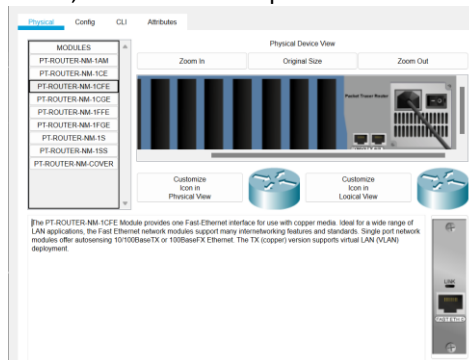 Physical Config CLI Attributes
MODULES
PT-ROUTER-NM-1AM
PT-ROUTER-NM-1CE
PT-ROUTER-NM-1CFE
PT-ROUTER-NM-1CGE
PT-ROUTER-NM-1FFE
PT-ROUTER-NM-1FGE
PT-ROUTER-NM-1S
PT-ROUTER-NM-1SS
PT-ROUTER-NM-COVER
Physical Device View
Zoom In Original Size Zoom Out
Packet Tracer Router
Customize
Icon in
Physical View
Customize
Icon in
Logical View
The PT-ROUTER-NM-1CFE Module provides one Fast-Ethernet interface for use with copper media. Ideal for a wide range of
LAN applications, the Fast Ethernet network modules support many internetworking features and standards. Single port network
modules offer autosensing 10/100BaseTX or 100BaseFX Ethernet. The TX (copper) version supports virtual LAN (VLAN)
deployment.
LINK